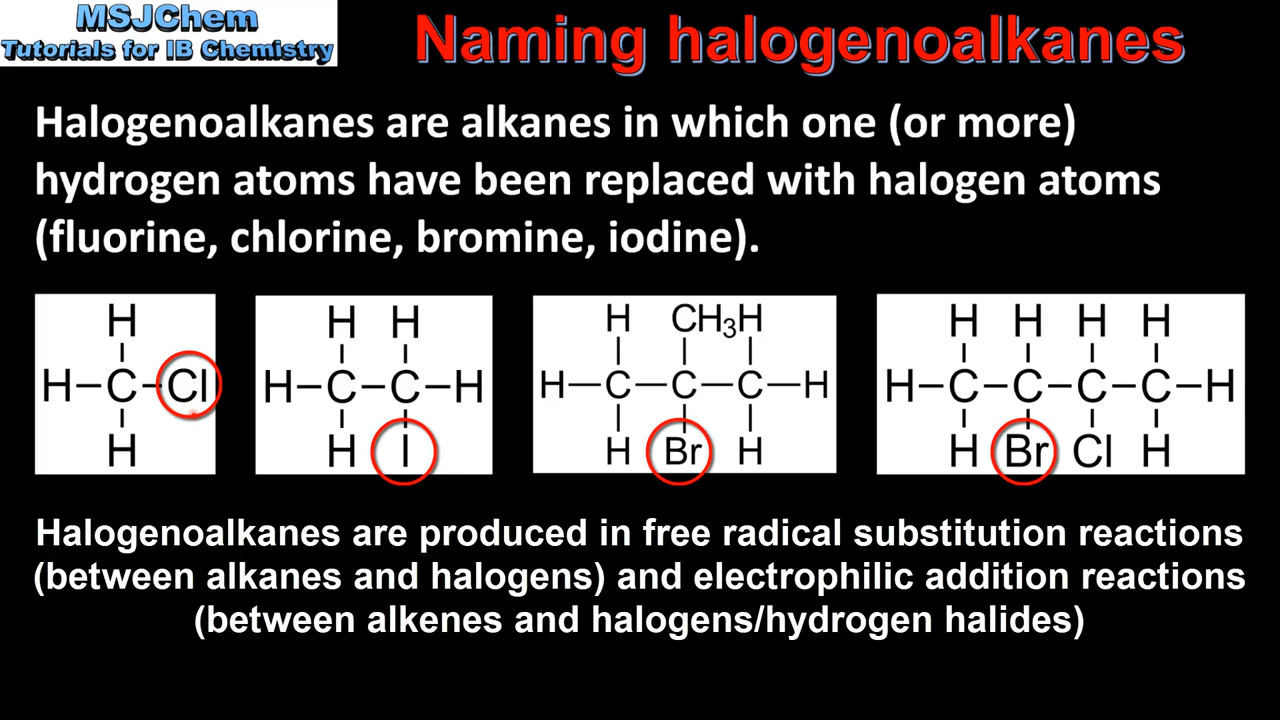 MSJChem
Tutorials for IB Chemistry
Naming halogenoalkanes
Halogenoalkanes are alkanes in which one (or more)
hydrogen atoms have been replaced with halogen atoms
(fluorine, chlorine, bromine, iodine).
H
H–C–Cl
H
H H
H–C–C–H
H I
H CH₃H
H–C–C–C–H
H Br H
H H H H
H–C–C–C–C–H
H Br Cl H
Halogenoalkanes are produced in free radical substitution reactions
(between alkanes and halogens) and electrophilic addition reactions
(between alkenes and halogens/hydrogen halides)